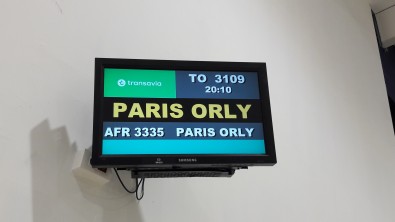 transavia TO 3109
20:10
PARIS ORLY
AFR 3335 PARIS ORLY
SAMSUNG